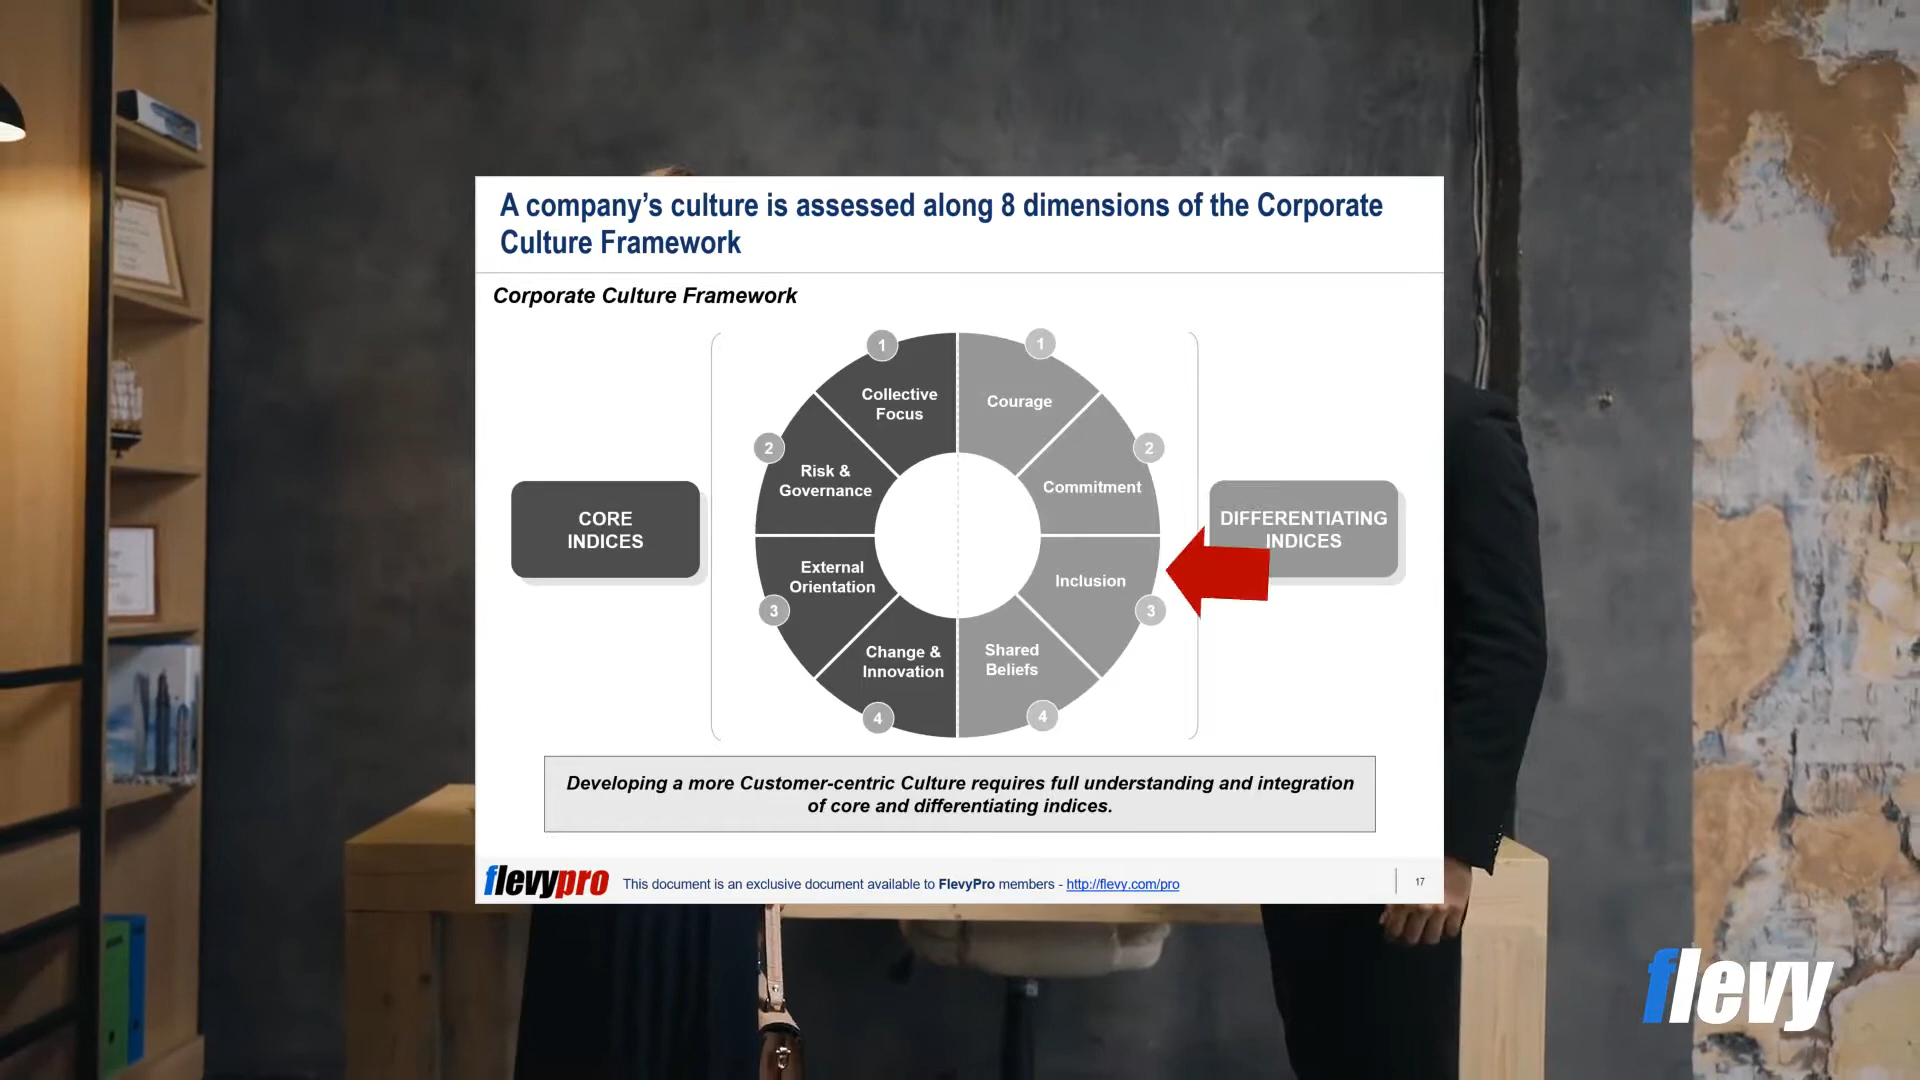 A company's culture is assessed along 8 dimensions of the Corporate
Culture Framework
Corporate Culture Framework
CORE
INDICES
1
Collective
Focus
2
Risk &
Governance
External
Orientation
3
Change &
Innovation
4
1
Courage
2
Commitment
Inclusion
3
Shared
Beliefs
4
DIFFERENTIATING
INDICES
Developing a more Customer-centric Culture requires full understanding and integration
of core and differentiating indices.
flevypro
This document is an exclusive document available to FlevyPro members - http://flevy.com/pro
17
flevy